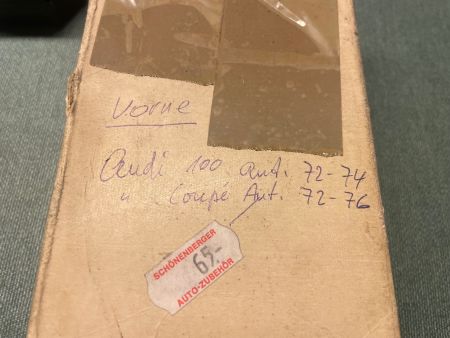 Vorne
Audi 100 Aut. 72-74
" Coupé Aut. 72-76
SCHÖNENBERGER
65.-
AUTO-ZUBEHÖR